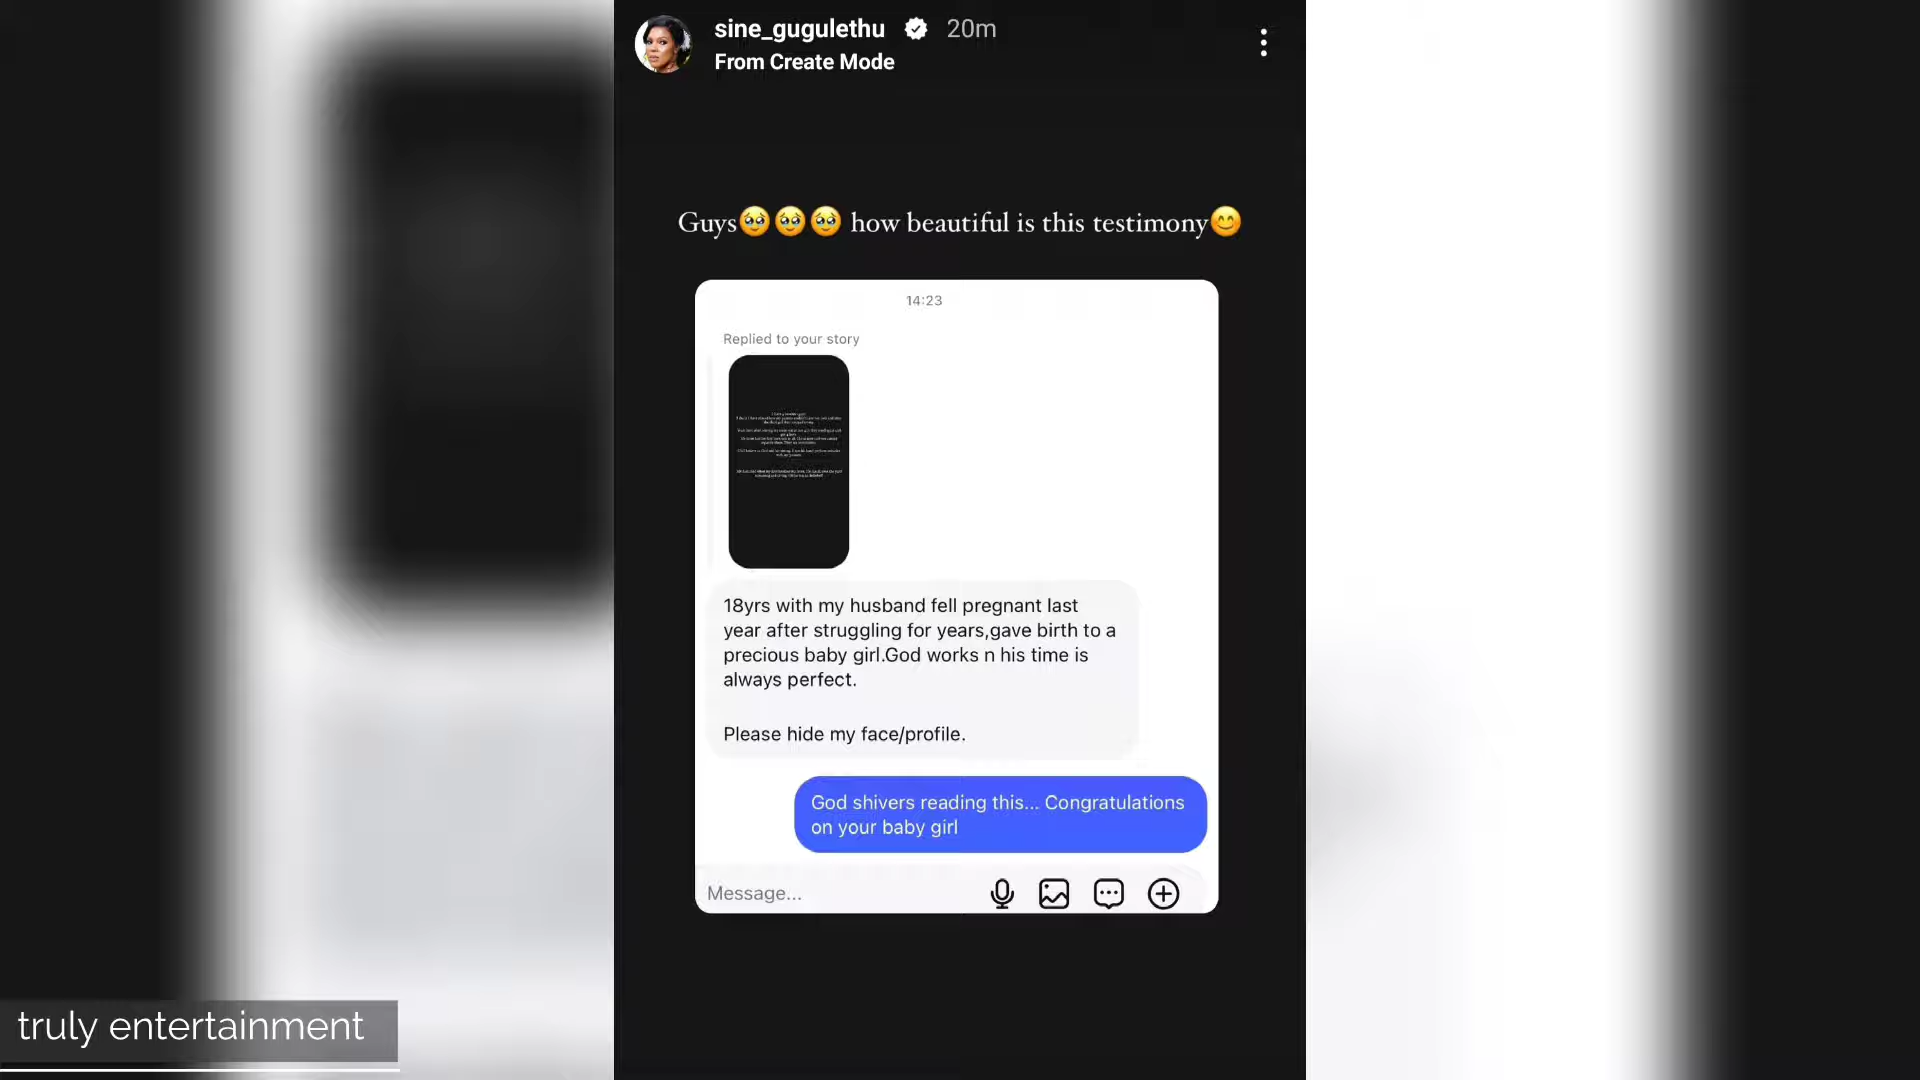 sine_gugulethu 20m
From Create Mode
Guys🥹🥹🥹 how beautiful is this testimony😊
14:23
Replied to your story
18yrs with my husband fell pregnant last
year after struggling for years,gave birth to a
precious baby girl.God works n his time is
always perfect.
Please hide my face/profile.
God shivers reading this... Congratulations
on your baby girl
Message...
truly entertainment